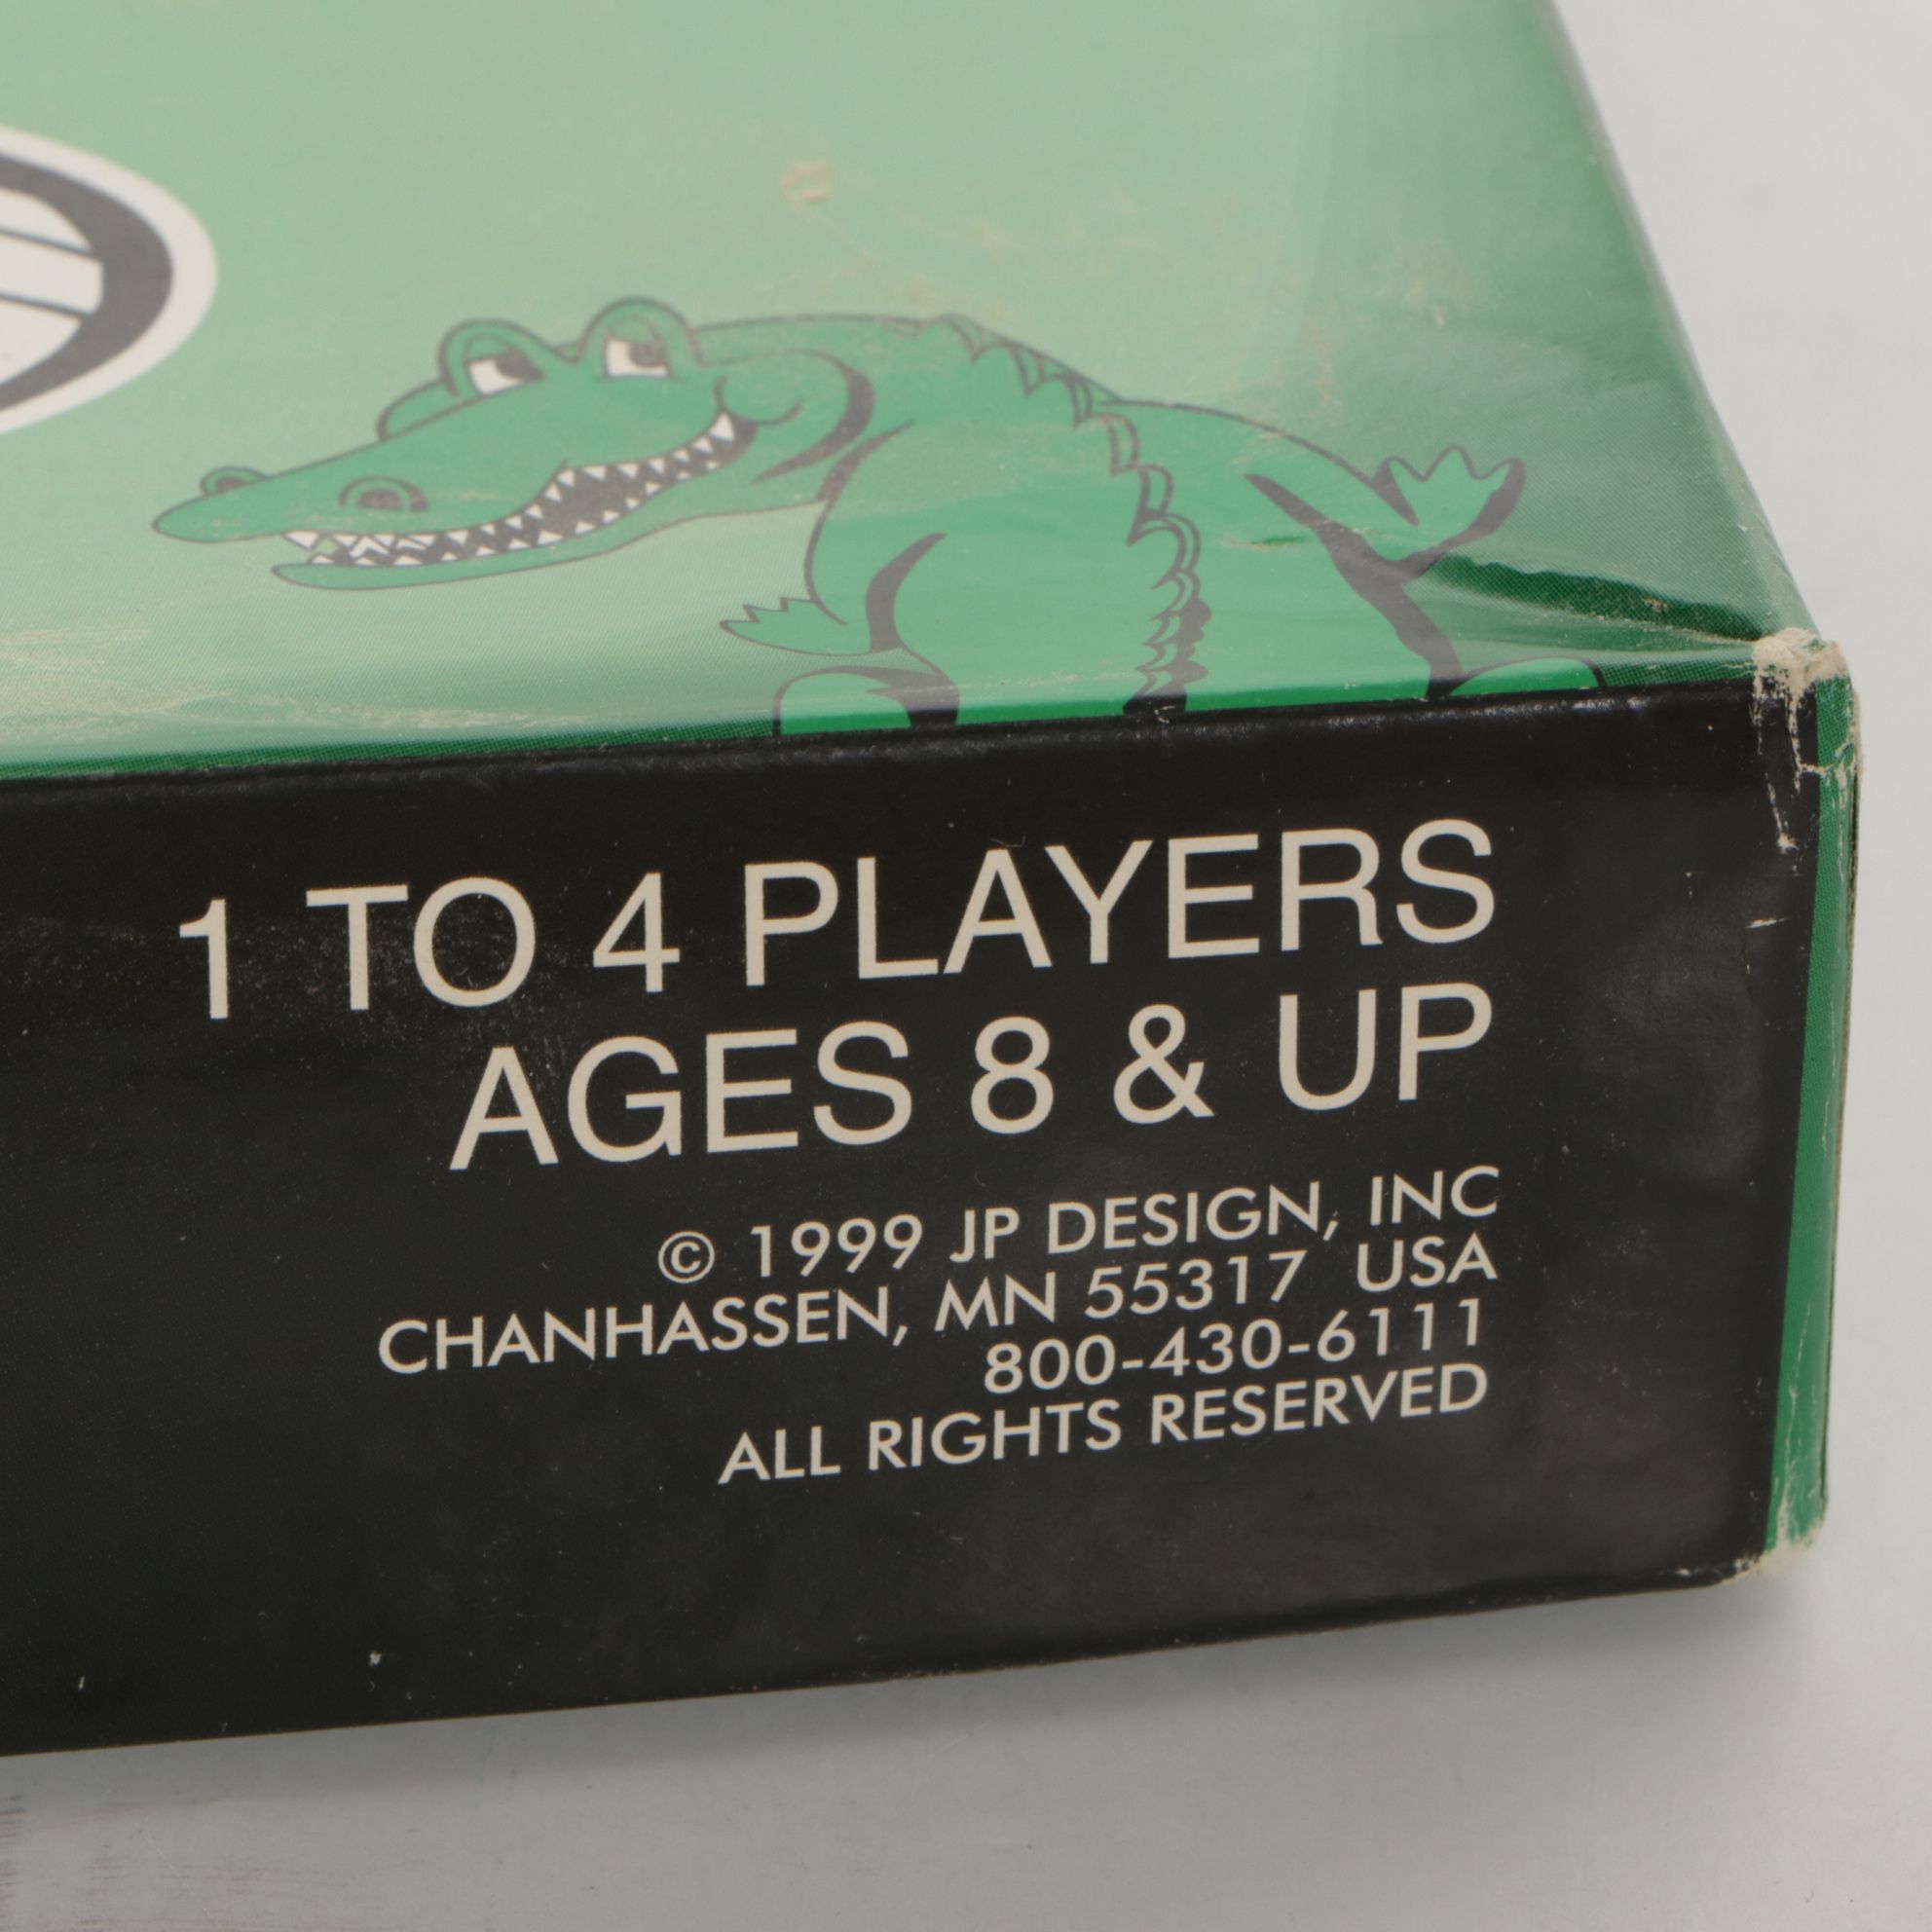 1 TO 4 PLAYERS
AGES 8 & UP
© 1999 JP DESIGN, INC
CHANHASSEN, MN 55317 USA
800-430-6111
ALL RIGHTS RESERVED